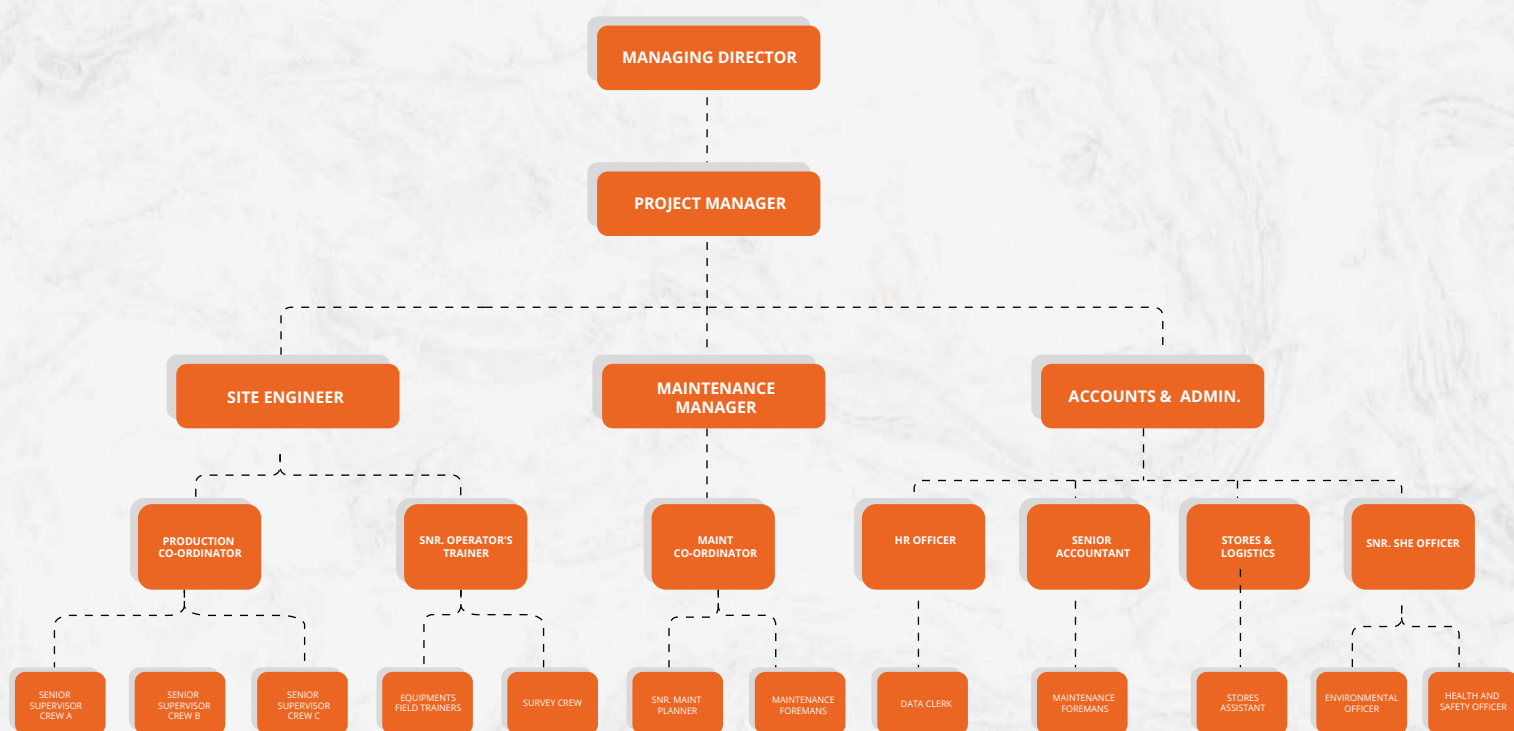 MANAGING DIRECTOR
PROJECT MANAGER
SITE ENGINEER
MAINTENANCE
MANAGER
ACCOUNTS &  ADMIN.
PRODUCTION
CO-ORDINATOR
SNR. OPERATOR'S
TRAINER
MAINT
CO-ORDINATOR
HR OFFICER
SENIOR
ACCOUNTANT
STORES &
LOGISTICS
SNR. SHE OFFICER
SENIOR
SUPERVISOR
CREW A
SENIOR
SUPERVISOR
CREW B
SENIOR
SUPERVISOR
CREW C
EQUIPMENTS
FIELD TRAINERS
SURVEY CREW
SNR. MAINT
PLANNER
MAINTENANCE
FOREMANS
DATA CLERK
MAINTENANCE
FOREMANS
STORES
ASSISTANT
ENVIRONMENTAL
OFFICER
HEALTH AND
SAFETY OFFICER